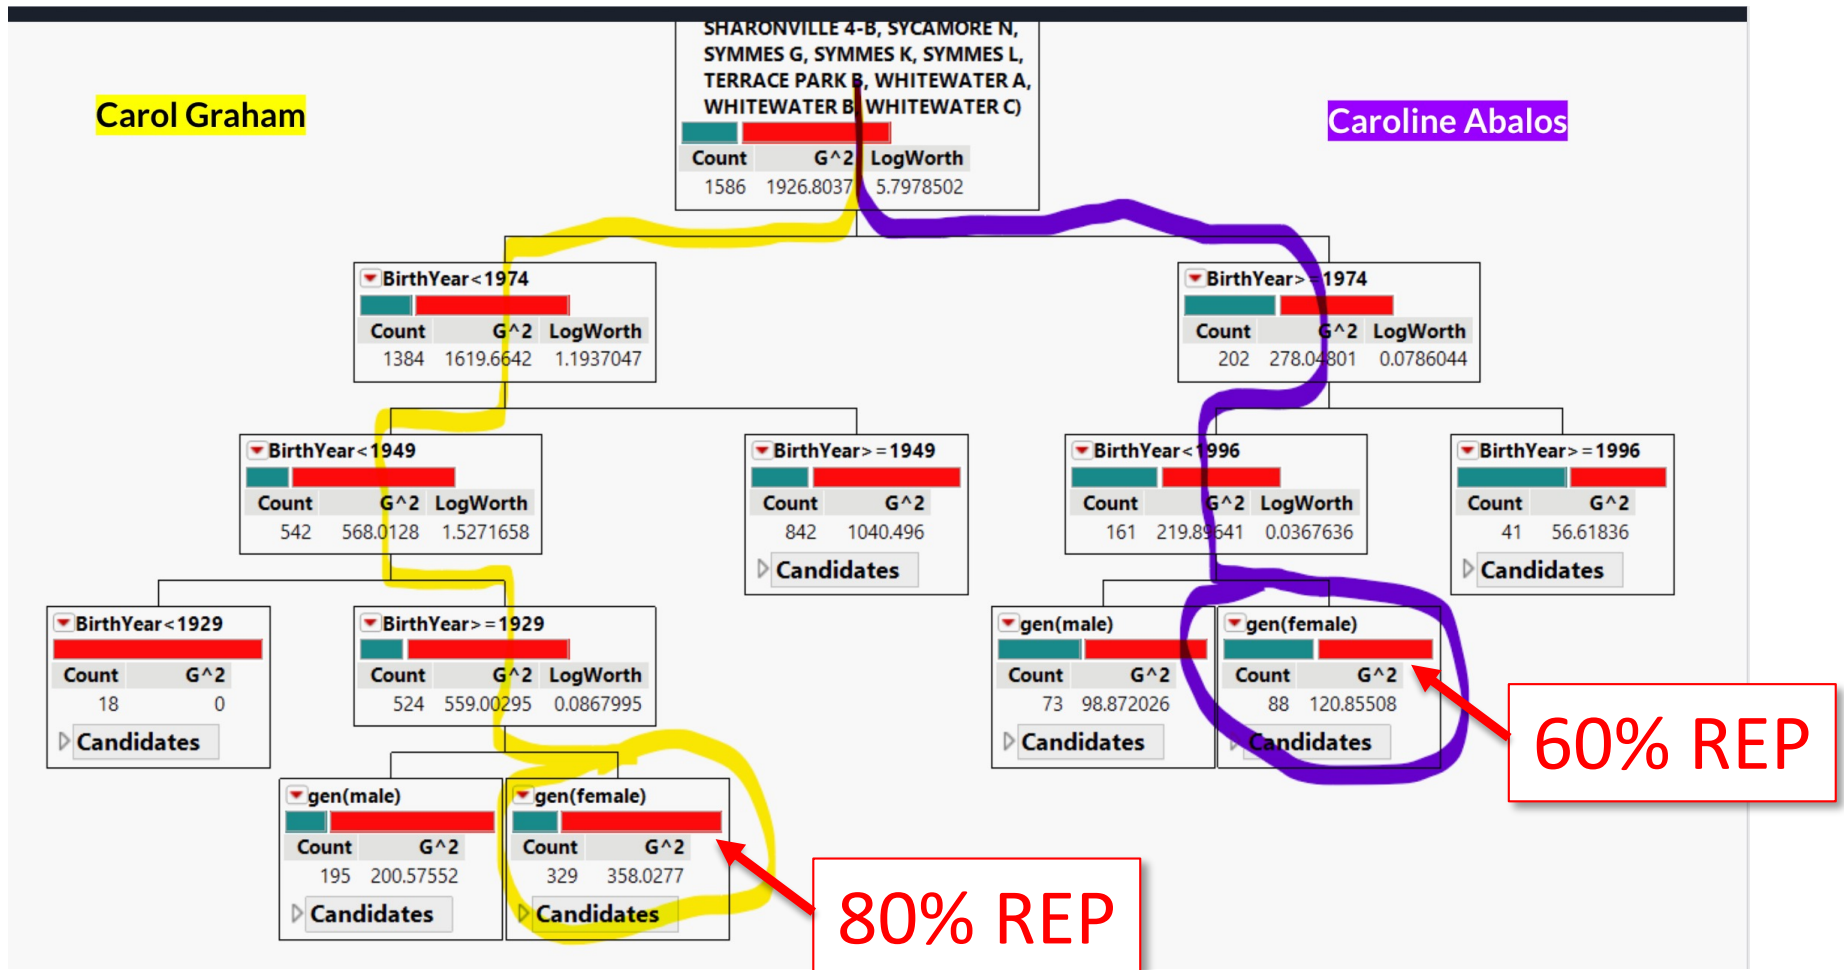 SHARONVILLE 4-B, SYCAMORE N,
SYMMES G, SYMMES K, SYMMES L,
TERRACE PARK B, WHITEWATER A,
WHITEWATER B, WHITEWATER C)
Count G^2 LogWorth
1586 1926.8037 5.7978502
Carol Graham
Caroline Abalos
BirthYear<1974
Count G^2 LogWorth
1384 1619.6642 1.1937047
BirthYear>=1974
Count G^2 LogWorth
202 278.04801 0.0786044
BirthYear<1949
Count G^2 LogWorth
542 568.0128 1.5271658
BirthYear>=1949
Count G^2
842 1040.496
Candidates
BirthYear<1996
Count G^2 LogWorth
161 219.89641 0.0367636
BirthYear>=1996
Count G^2
41 56.61836
Candidates
BirthYear<1929
Count G^2
18 0
Candidates
BirthYear>=1929
Count G^2 LogWorth
524 559.00295 0.0867995
gen(male)
Count G^2
73 98.872026
Candidates
gen(female)
Count G^2
88 120.85508
Candidates
60% REP
gen(male)
Count G^2
195 200.57552
Candidates
gen(female)
Count G^2
329 358.0277
Candidates
80% REP